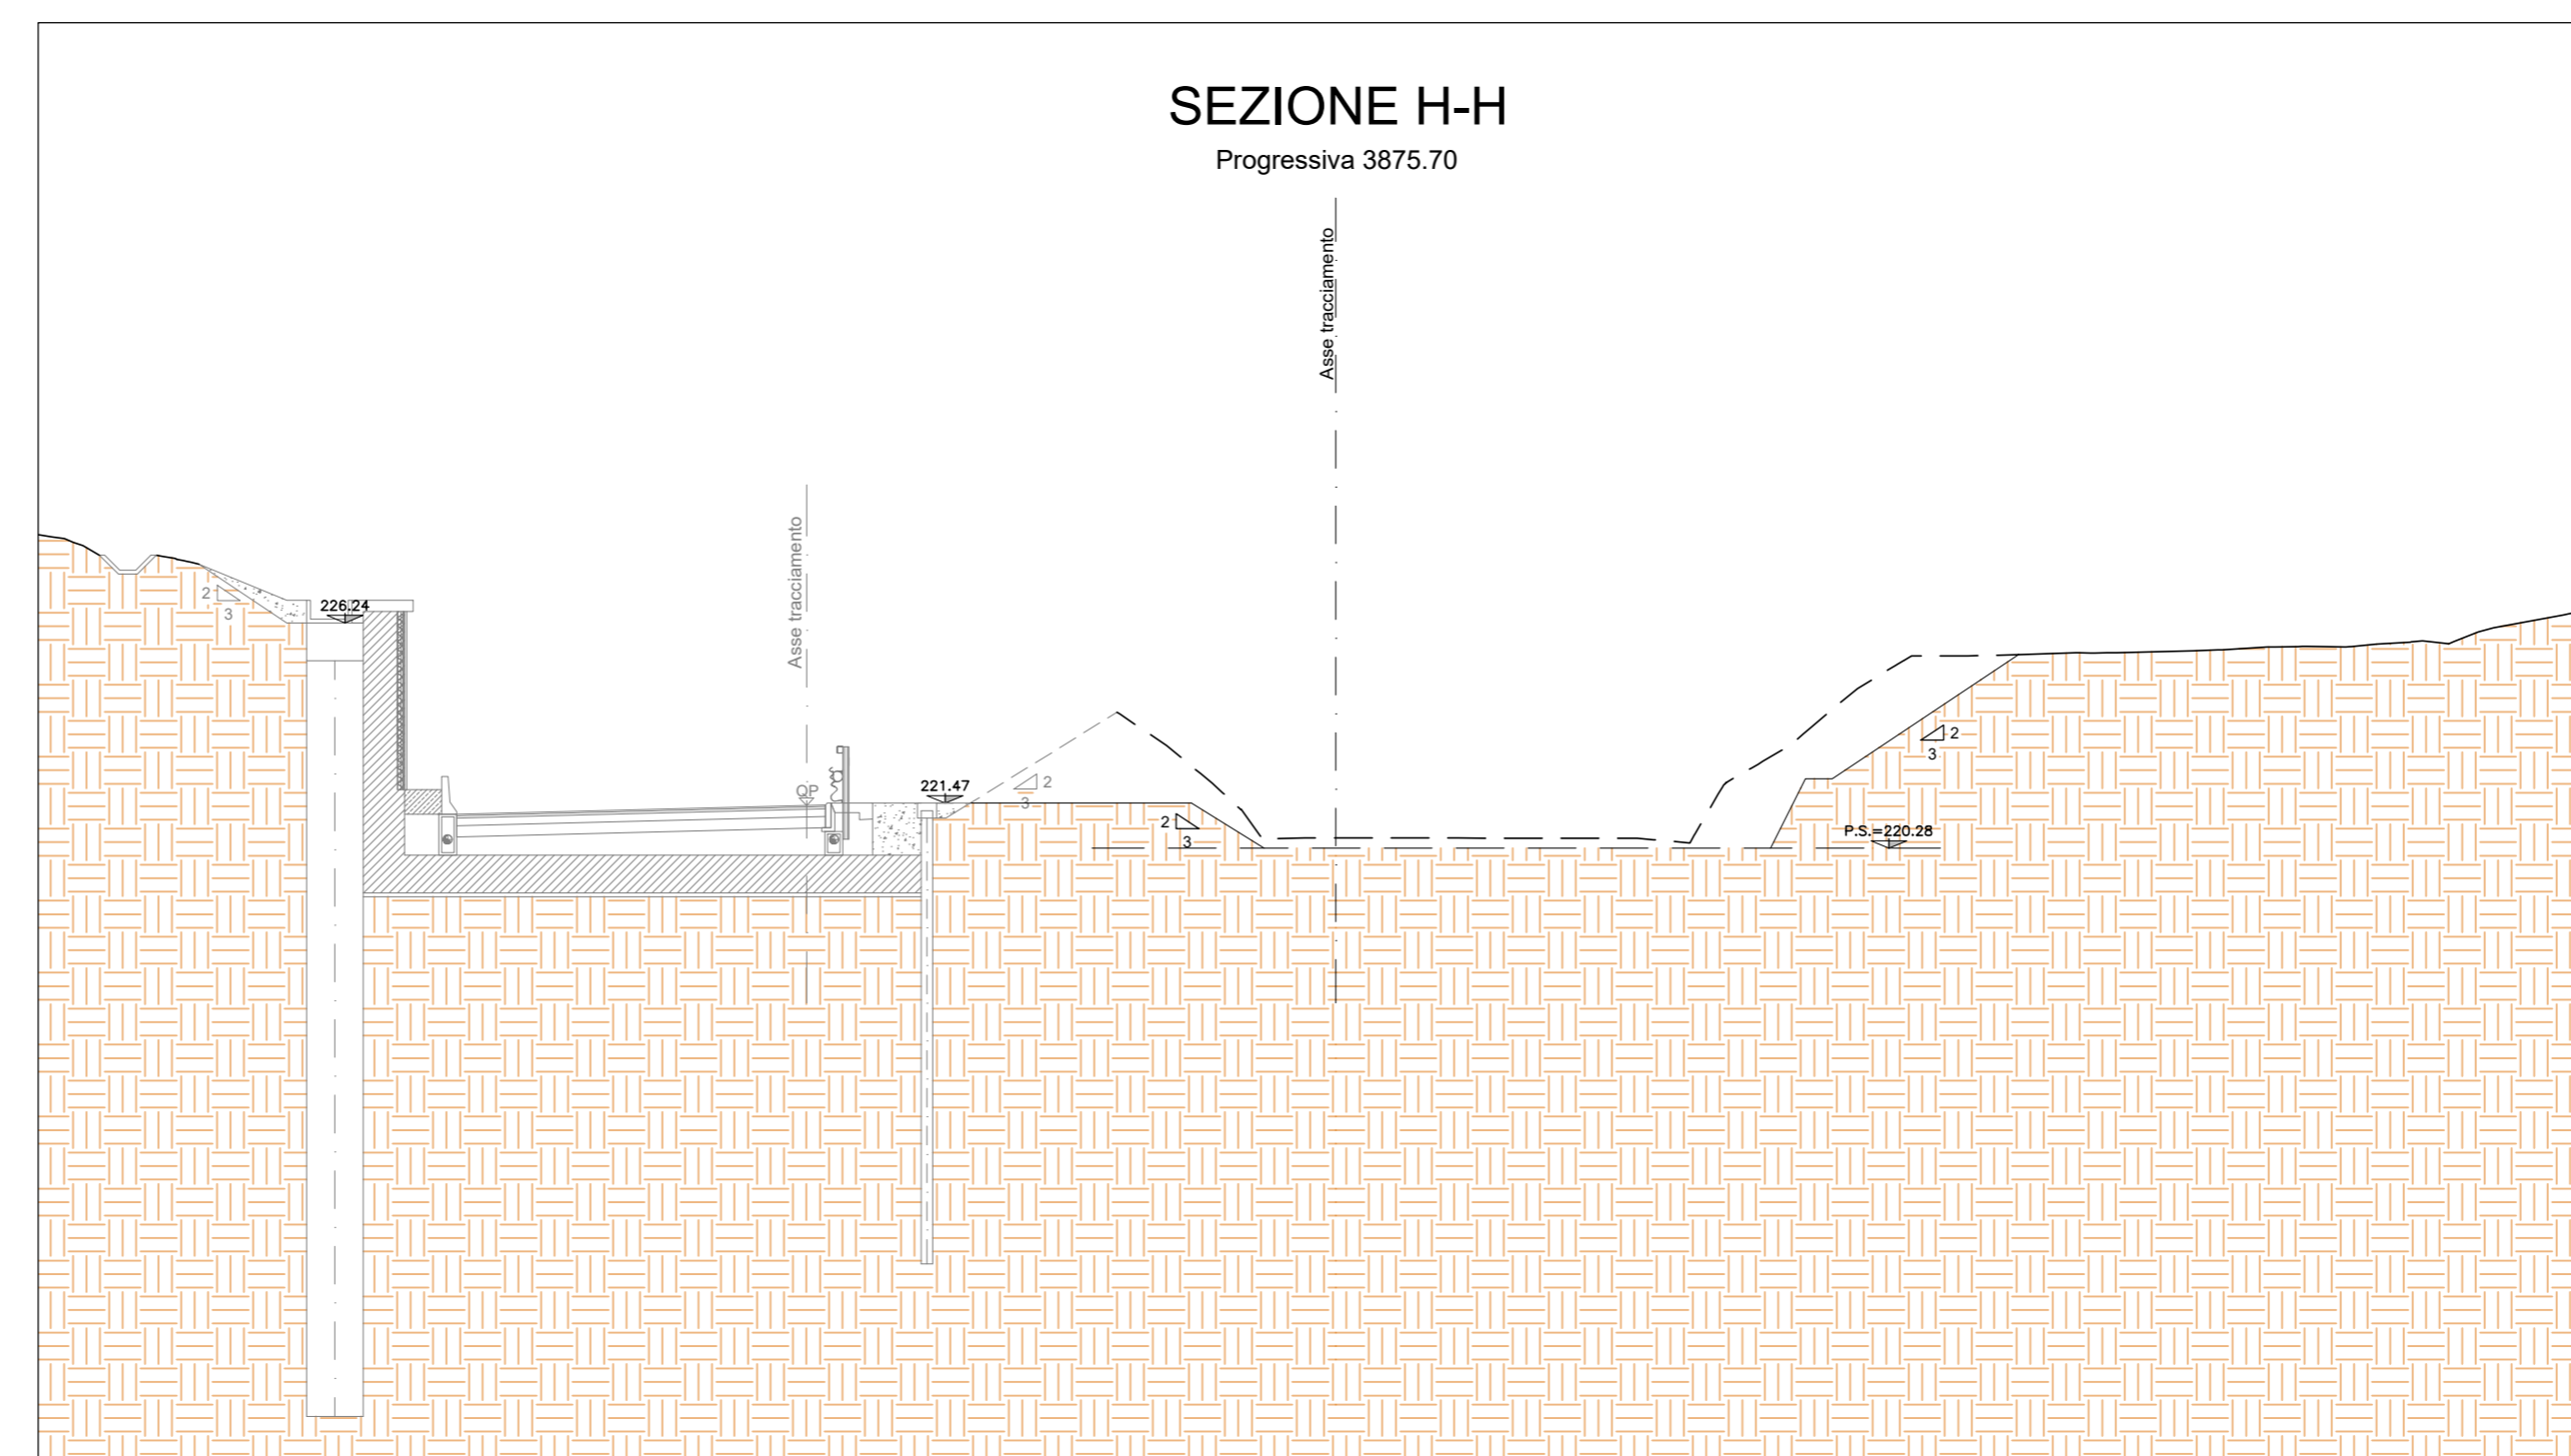 SEZIONE H-H
Progressiva 3875.70
Asse tracciamento
Asse tracciamento
2
3
226.24
QP
221.47
2
3
2
3
2
3
P.S.=220.28